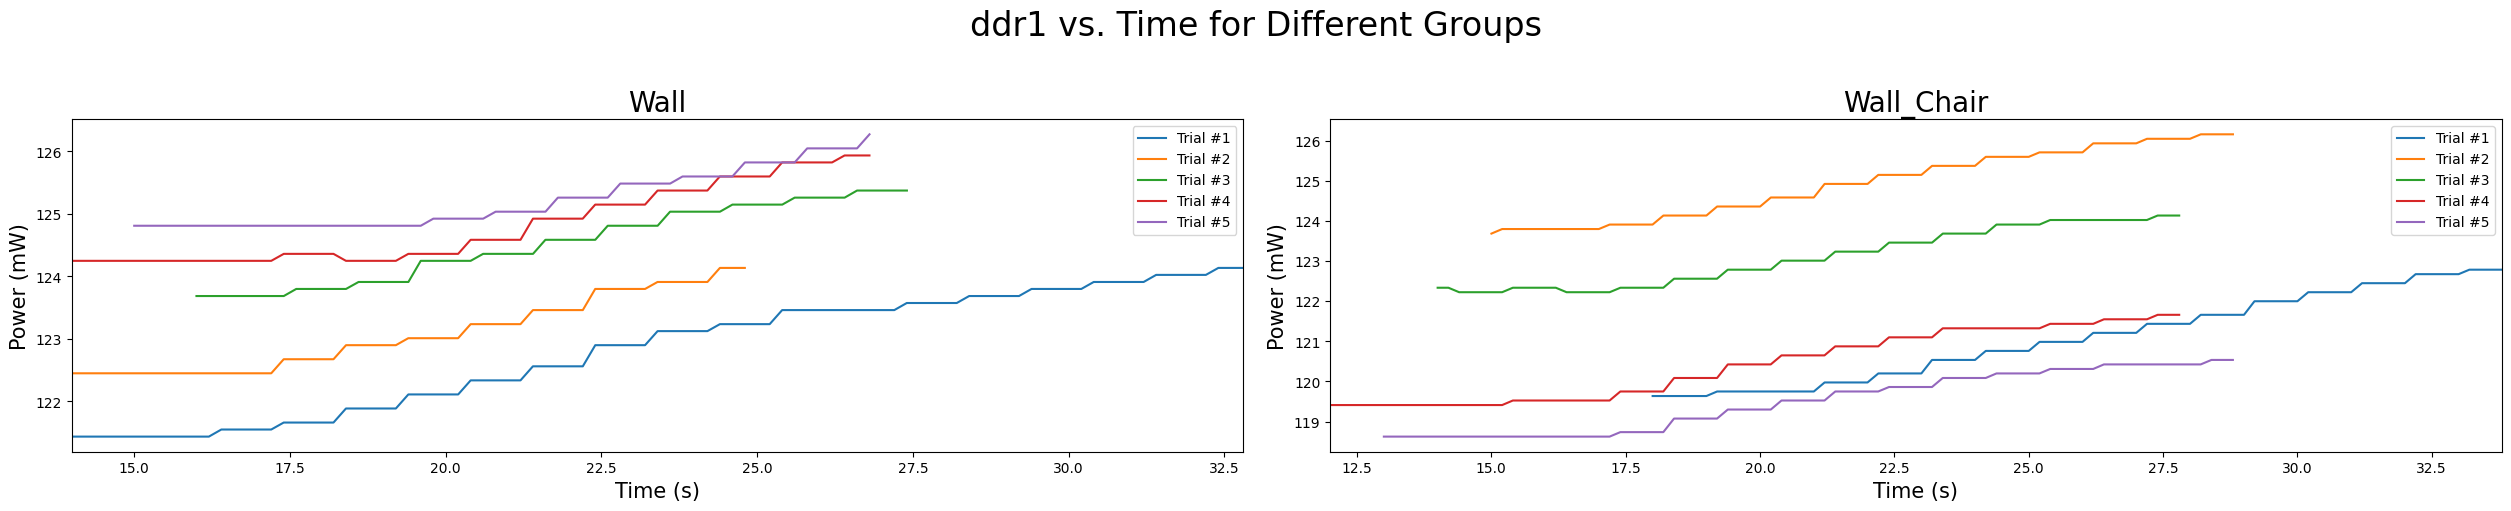 ddr1 vs. Time for Different Groups
Wall
Power (mW)
126
125
124
123
122
15.0 17.5 20.0 22.5 25.0 27.5 30.0 32.5
Time (s)
Trial #1
Trial #2
Trial #3
Trial #4
Trial #5
Wall_Chair
Power (mW)
126
125
124
123
122
121
120
119
12.5 15.0 17.5 20.0 22.5 25.0 27.5 30.0 32.5
Time (s)
Trial #1
Trial #2
Trial #3
Trial #4
Trial #5